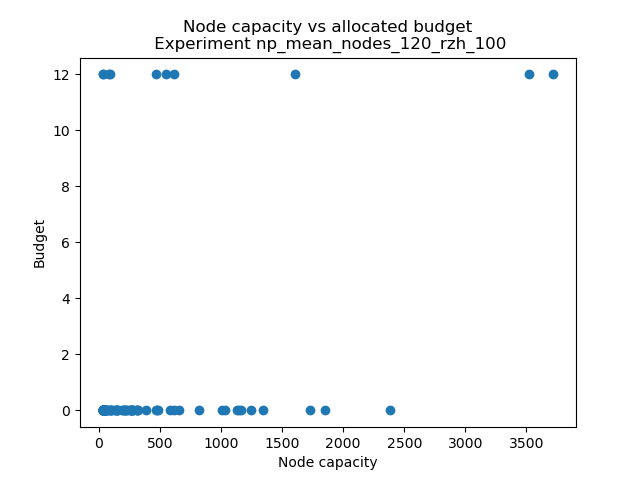 Node capacity vs allocated budget
Experiment np_mean_nodes_120_rzh_100
12
10
8
6
4
2
0
Budget
0 500 1000 1500 2000 2500 3000 3500
Node capacity